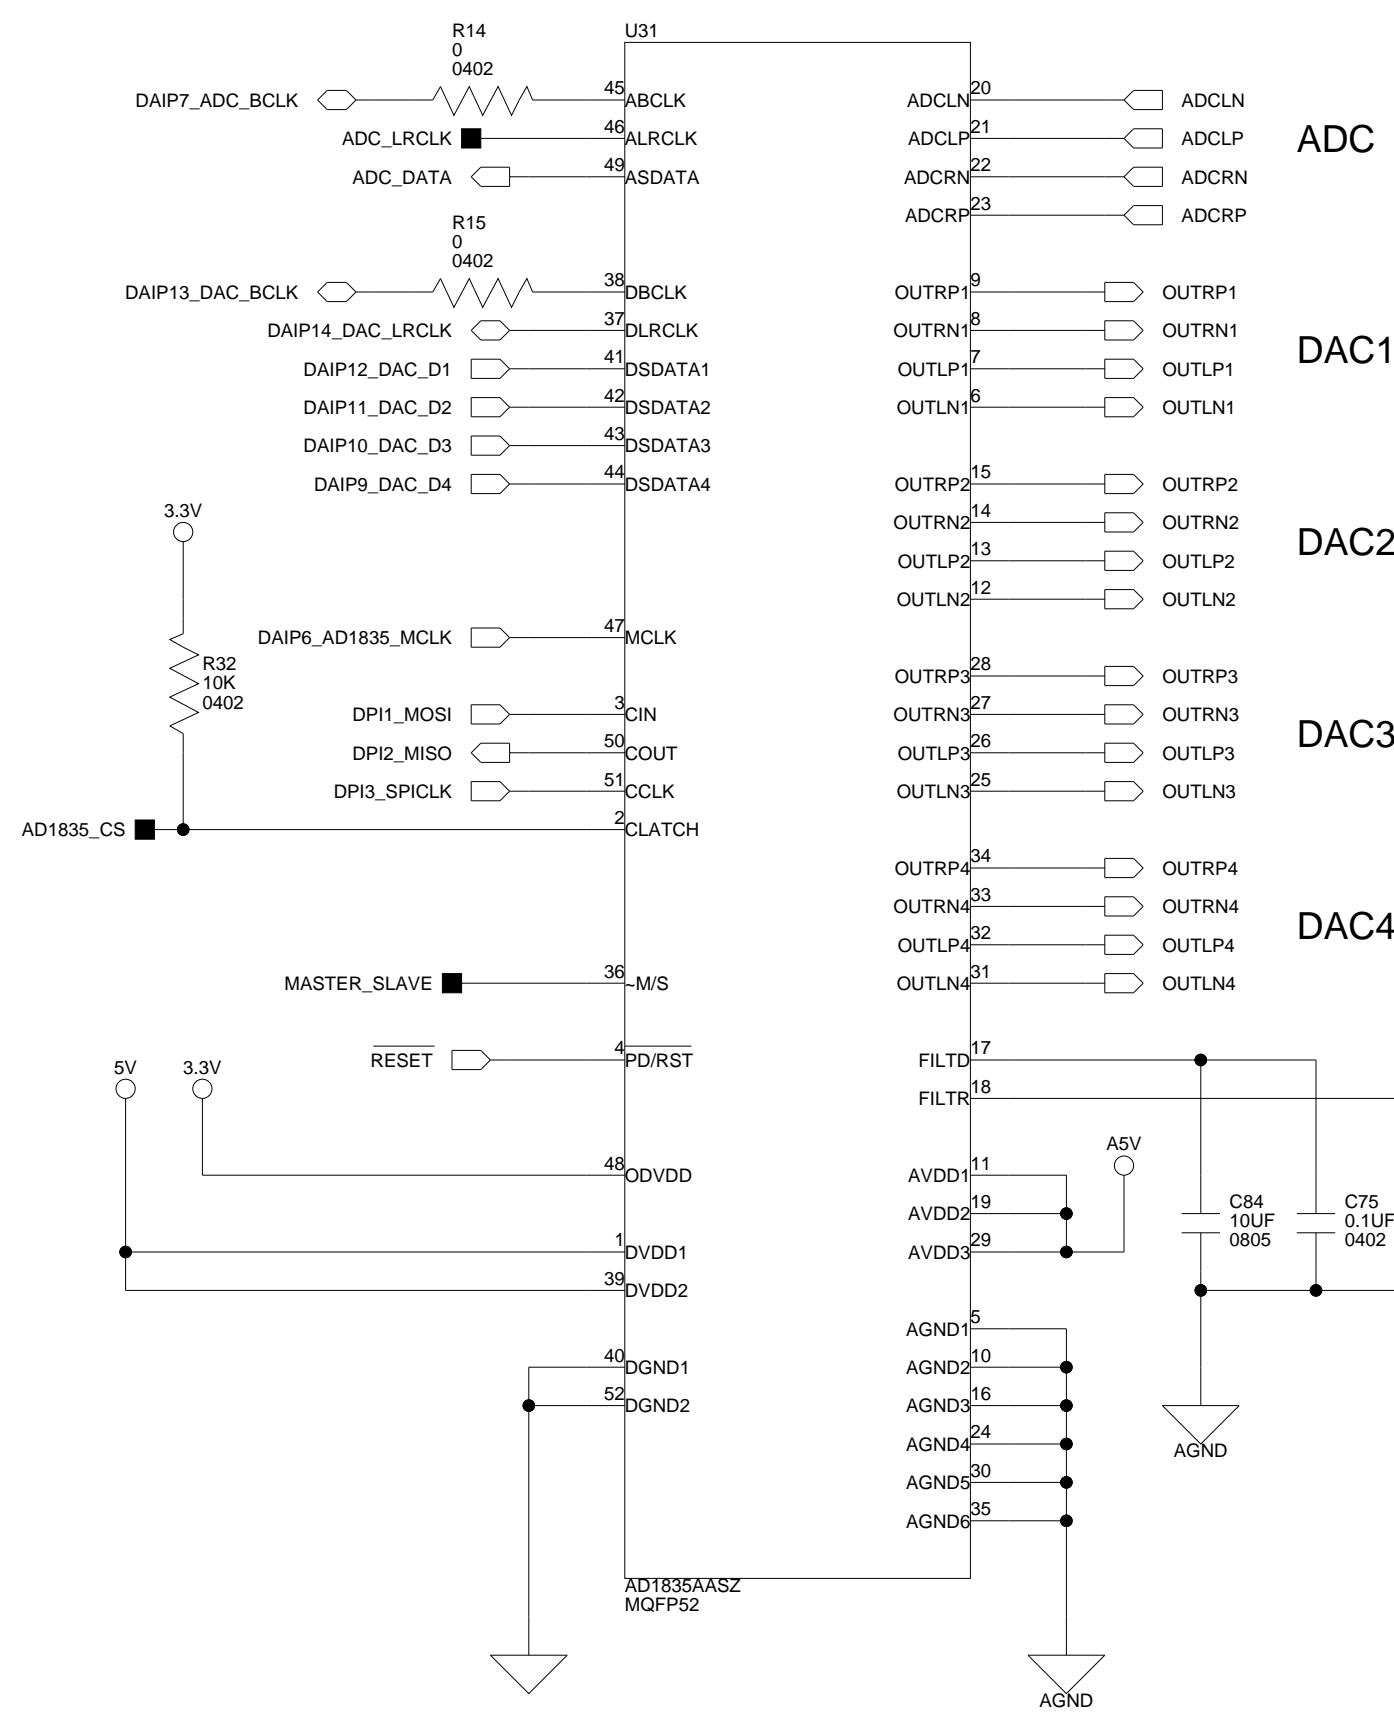 R14
0
0402
U31
DAIP7_ADC_BCLK 45 ABCLK ADCLN 20 ADCLN
ADC_LRCLK 46 ALRCLK ADCLP 21 ADCLP ADC
ADC_DATA 49 ASDATA ADCRN 22 ADCRN
ADCRP 23 ADCRP
R15
0
0402
DAIP13_DAC_BCLK 38 DBCLK OUTRP1 9 OUTRP1
DAIP14_DAC_LRCLK 37 DLRCLK OUTRN1 8 OUTRN1
DAC1
DAIP12_DAC_D1 41 DSDATA1 OUTLP1 7 OUTLP1
DAIP11_DAC_D2 42 DSDATA2 OUTLN1 6 OUTLN1
DAIP10_DAC_D3 43 DSDATA3
DAIP9_DAC_D4 44 DSDATA4 OUTRP2 15 OUTRP2
3.3V
OUTRN2 14 OUTRN2
DAC2
OUTLP2 13 OUTLP2
OUTLN2 12 OUTLN2
DAIP6_AD1835_MCLK 47 MCLK
R32
10K
0402
OUTRP3 28 OUTRP3
DPI1_MOSI 3 CIN OUTRN3 27 OUTRN3
DAC3
DPI2_MISO 50 COUT OUTLP3 26 OUTLP3
DPI3_SPICLK 51 CCLK OUTLN3 25 OUTLN3
AD1835_CS 2 CLATCH
OUTRP4 34 OUTRP4
OUTRN4 33 OUTRN4
DAC4
OUTLP4 32 OUTLP4
MASTER_SLAVE 36 ~M/S OUTLN4 31 OUTLN4
RESET 4 PD/RST FILTD 17
5V 3.3V
FILTR 18
A5V
48 ODVDD AVDD1 11
AVDD2 19
C84
10UF
0805
C75
0.1UF
0402
1 DVDD1 AVDD3 29
39 DVDD2
AGND1 5
40 DGND1 AGND2 10
52 DGND2 AGND3 16
AGND4 24
AGND
AGND5 30
AGND6 35
AD1835AASZ
MQFP52
AGND